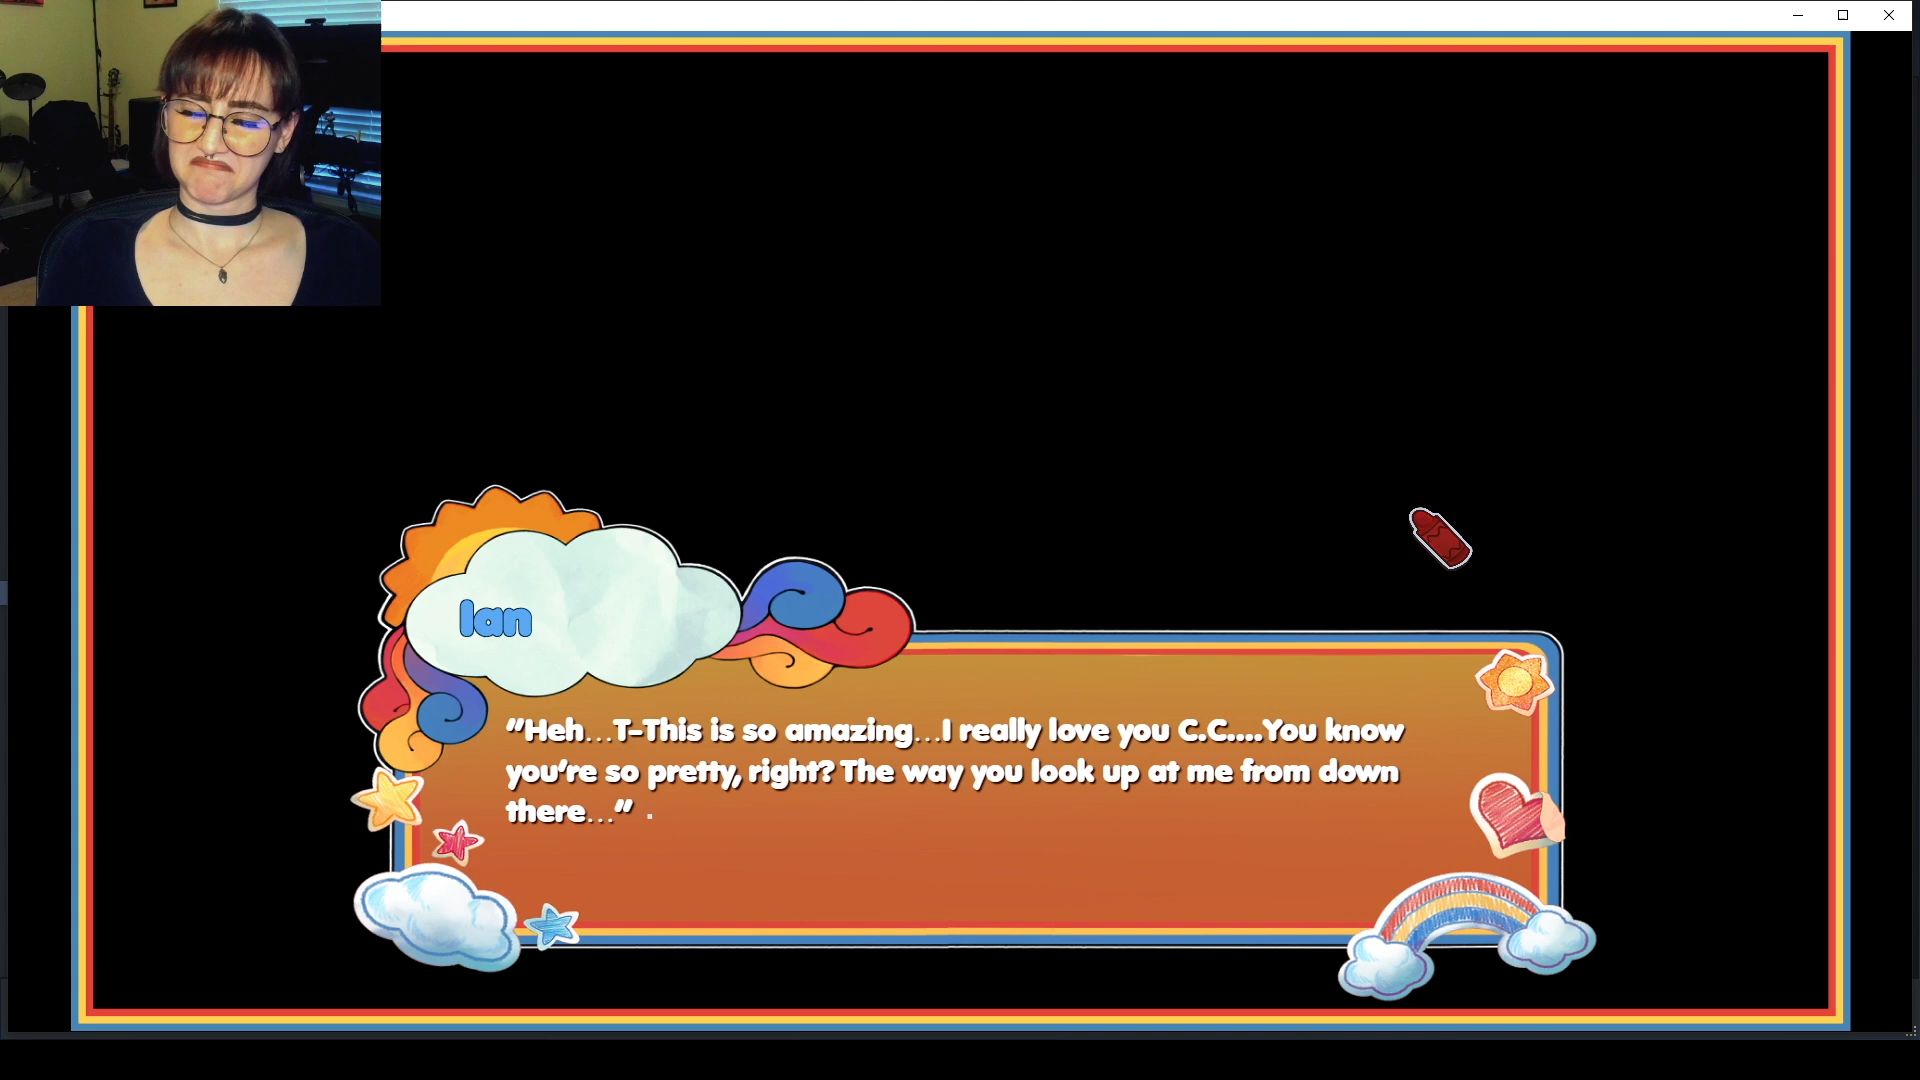 Ian
"Heh...T-This is so amazing...I really love you C.C....You know
you're so pretty, right? The way you look up at me from down
there..."